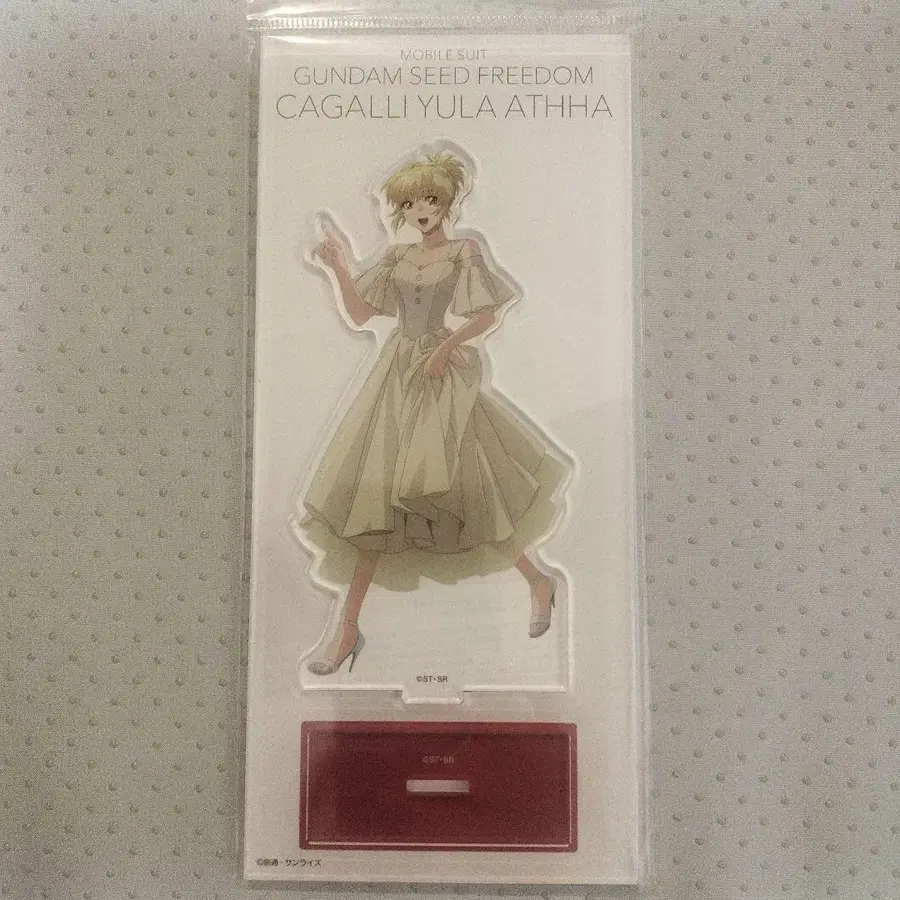 MOBILE SUIT
GUNDAM SEED FREEDOM
CAGALLI YULA ATHHA
©ST・SR
©ST・SR
©創通・サンライズ